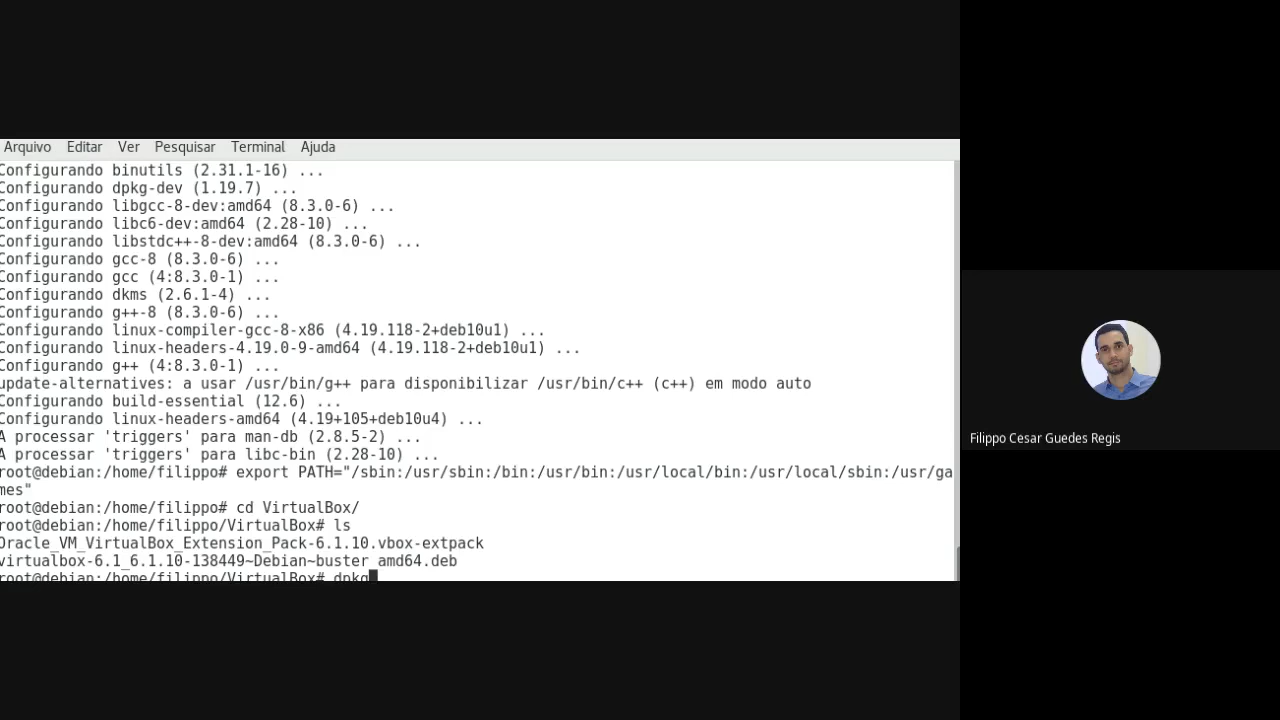 Arquivo Editar Ver Pesquisar Terminal Ajuda
Configurando binutils (2.31.1-16) ...
Configurando dpkg-dev (1.19.7) ...
Configurando libgcc-8-dev:amd64 (8.3.0-6) ...
Configurando libc6-dev:amd64 (2.28-10) ...
Configurando libstdc++-8-dev:amd64 (8.3.0-6) ...
Configurando gcc-8 (8.3.0-6) ...
Configurando gcc (4:8.3.0-1) ...
Configurando dkms (2.6.1-4) ...
Configurando g++-8 (8.3.0-6) ...
Configurando linux-compiler-gcc-8-x86 (4.19.118-2+deb10u1) ...
Configurando linux-headers-4.19.0-9-amd64 (4.19.118-2+deb10u1) ...
Configurando g++ (4:8.3.0-1) ...
update-alternatives: a usar /usr/bin/g++ para disponibilizar /usr/bin/c++ (c++) em modo auto
Configurando build-essential (12.6) ...
Configurando linux-headers-amd64 (4.19+105+deb10u4) ...
A processar 'triggers' para man-db (2.8.5-2) ...
A processar 'triggers' para libc-bin (2.28-10) ...
root@debian:/home/filippo# export PATH="/sbin:/usr/sbin:/bin:/usr/bin:/usr/local/bin:/usr/local/sbin:/usr/ga
mes"
root@debian:/home/filippo# cd VirtualBox/
root@debian:/home/filippo/VirtualBox# ls
Oracle_VM_VirtualBox_Extension_Pack-6.1.10.vbox-extpack
virtualbox-6.1_6.1.10-138449~Debian~buster_amd64.deb
root@debian:/home/filippo/VirtualBox# dpkg
Filippo Cesar Guedes Regis